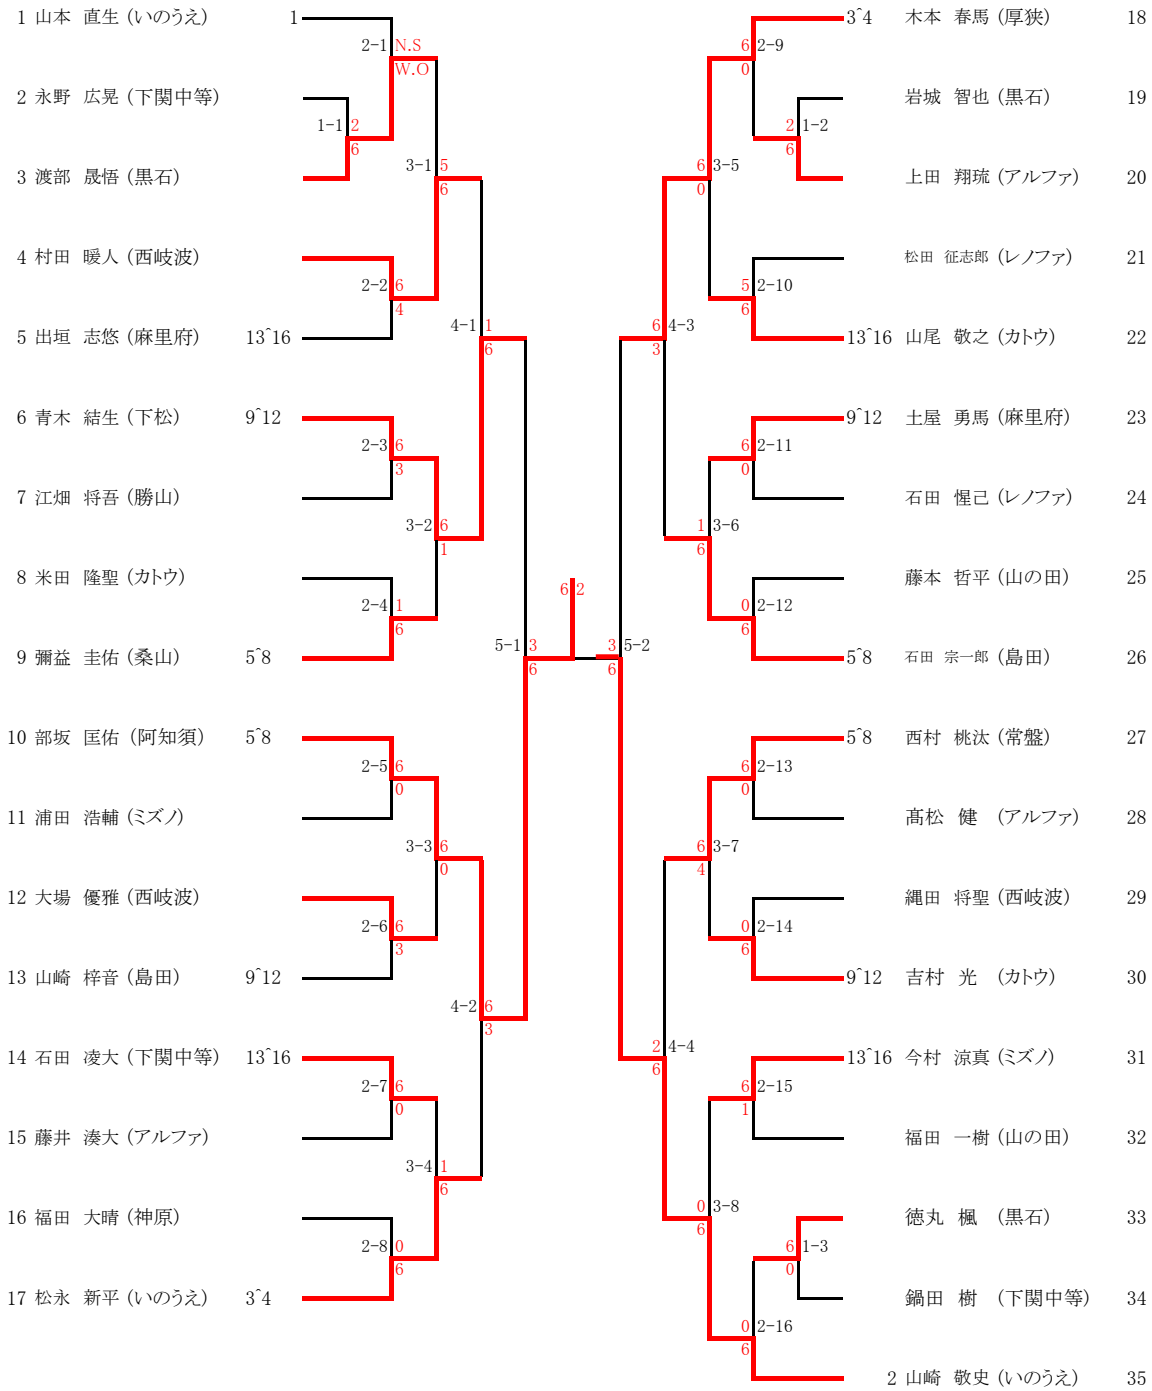 1 山本 直生 (いのうえ) 1 3^4 木本 春馬 (厚狭) 18
2-1 N.S 6 2-9
W.O 0
2 永野 広晃 (下関中等) 岩城 智也 (黒石) 19
1-1 2 2 1-2
6 6
3-1 5 6 3-5
3 渡部 晟悟 (黒石) 上田 翔琉 (アルファ) 20
6 0
4 村田 暖人 (西岐波) 松田 征志郎 (レノファ) 21
2-2 6 5 2-10
4 6
4-1 1 6 4-3
5 出垣 志悠 (麻里府) 13^16 13^16 山尾 敬之 (カトウ) 22
6 3
6 青木 結生 (下松) 9^12 9^12 土屋 勇馬 (麻里府) 23
2-3 6 6 2-11
3 0
7 江畑 将吾 (勝山) 石田 惺己 (レノファ) 24
3-2 6 1 3-6
1 6
8 米田 隆聖 (カトウ) 藤本 哲平 (山の田) 25
6 2
2-4 1 0 2-12
6 6
5-1 3 3 5-2
9 彌益 圭佑 (桑山) 5^8 5^8 石田 宗一郎 (島田) 26
6 6
10 部坂 匡佑 (阿知須) 5^8 5^8 西村 桃汰 (常盤) 27
2-5 6 6 2-13
0 0
11 浦田 浩輔 (ミズノ) 髙松 健 (アルファ) 28
3-3 6 6 3-7
0 4
12 大場 優雅 (西岐波) 縄田 将聖 (西岐波) 29
2-6 6 0 2-14
3 6
13 山崎 梓音 (島田) 9^12 9^12 吉村 光 (カトウ) 30
4-2 6
3
2 4-4
14 石田 凌大 (下関中等) 13^16 13^16 今村 涼真 (ミズノ) 31
6
2-7 6 6 2-15
0 1
15 藤井 湊大 (アルファ) 福田 一樹 (山の田) 32
3-4 1
6
0 3-8
16 福田 大晴 (神原) 徳丸 楓 (黒石) 33
6
2-8 0 6 1-3
6 0
17 松永 新平 (いのうえ) 3^4 鍋田 樹 (下関中等) 34
0 2-16
6
2 山崎 敬史 (いのうえ) 35